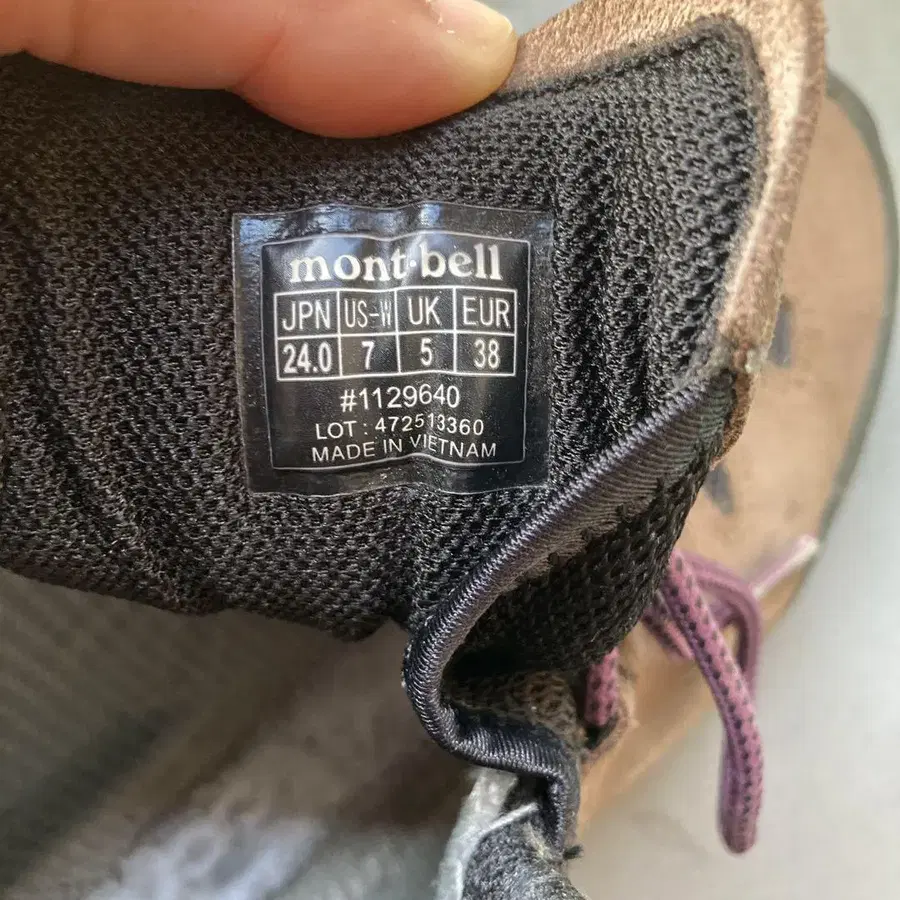 mont·bell
JPN US-W UK EUR
24.0 7 5 38
#1129640
LOT : 472513360
MADE IN VIETNAM